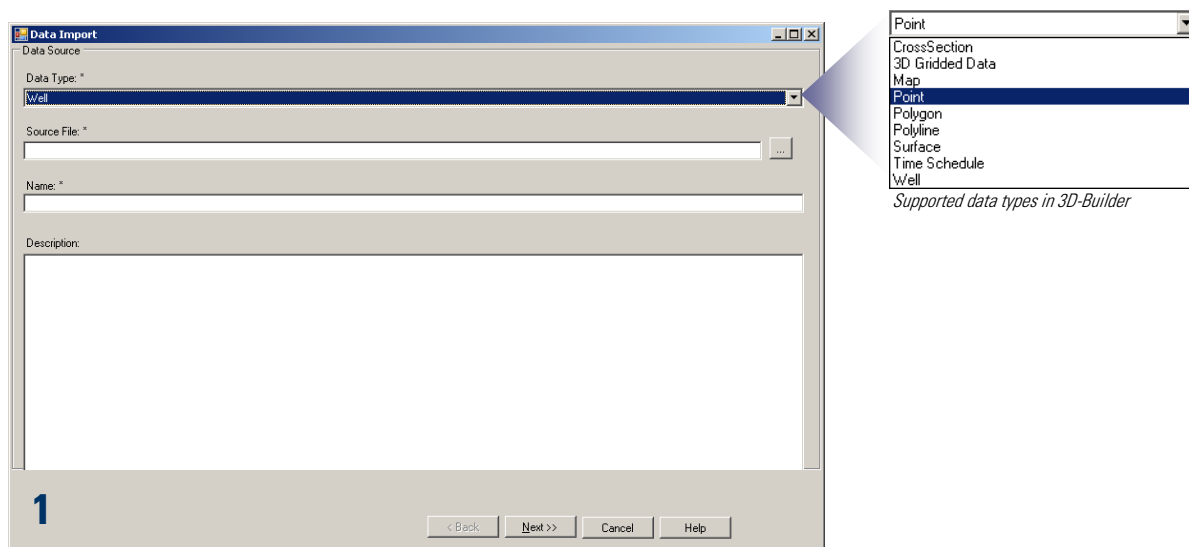 Data Import
Data Source
Data Type: *
Well
Source File: *
...
Name: *
Description:
1
< Back
Next >>
Cancel
Help
Point
CrossSection
3D Gridded Data
Map
Point
Polygon
Polyline
Surface
Time Schedule
Well
Supported data types in 3D-Builder